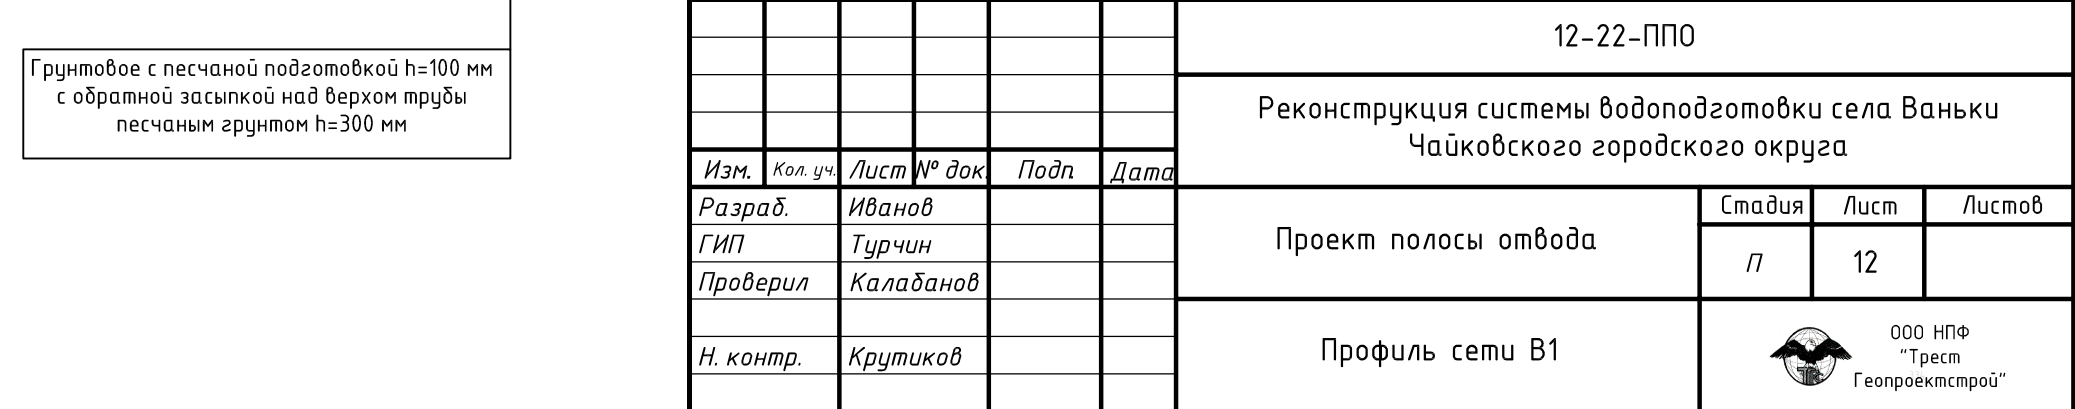 Грунтовое с песчаной подготовкой h=100 мм
с обратной засыпкой над верхом трубы
песчаным грунтом h=300 мм
12-22-ППО
Реконструкция системы водоподготовки села Ваньки
Чайковского городского округа
Изм. Кол. уч. Лист № док. Подп. Дата
Разраб. Иванов
ГИП Турчин
Проверил Калабанов
Н. контр. Крутиков
Проект полосы отвода
Стадия Лист Листов
П 12
Профиль сети В1
ООО НПФ
"Трест
Геопроектстрой"